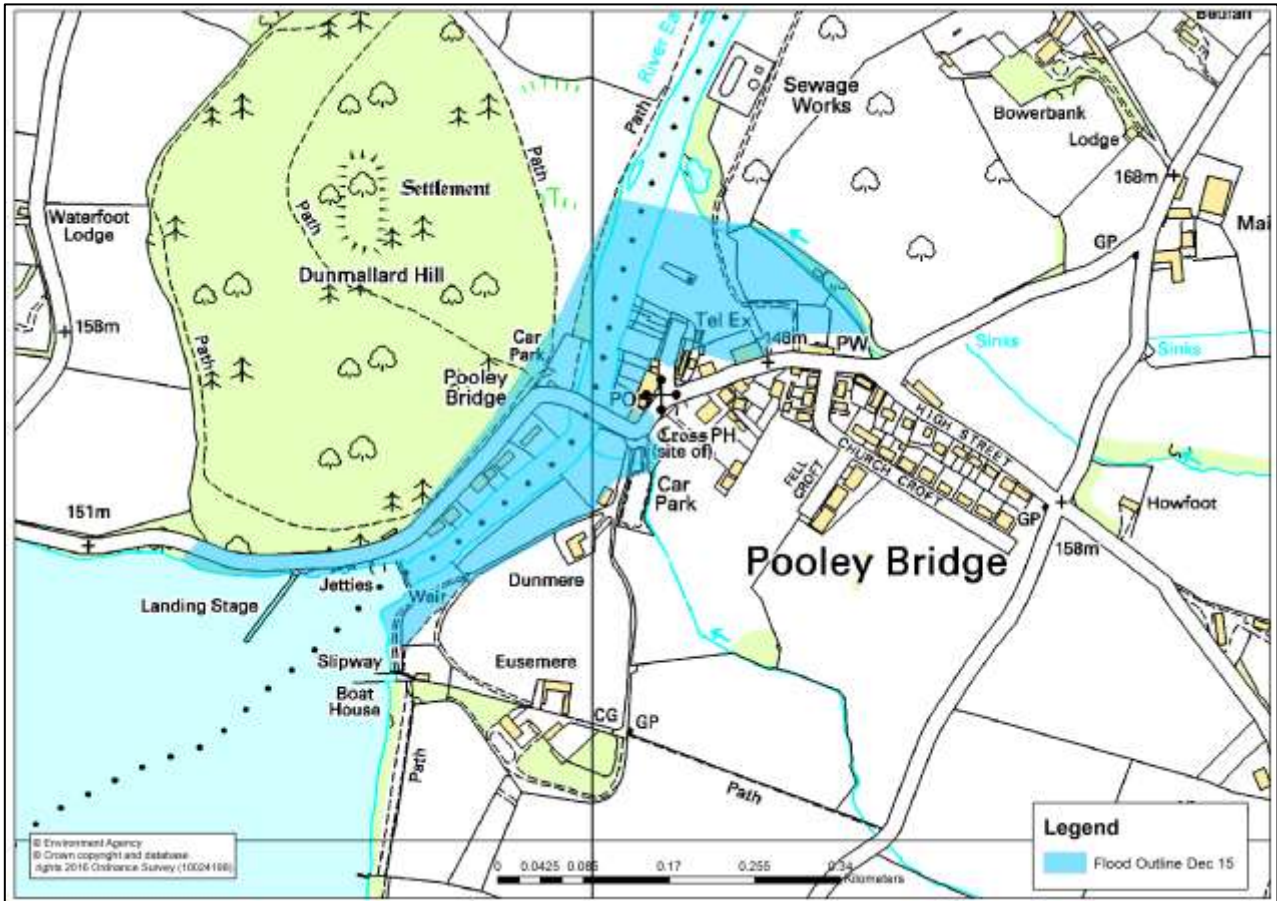 River Ea
Path
Sewage
Works
Bowerbank
Lodge
168m
Mai
GP
Path
Settlement
Path
Waterfoot
Lodge
Dunmallard Hill
158m
Path
Car
Park
Pooley
Bridge
Tel Ex
148m
PW
Sinks
Sinks
PO
Cross
(site of)
PH
HIGH STREET
CHURCH CROFT
FELL
CROFT
Car
Park
GP
Howfoot
158m
151m
Pooley Bridge
Jetties
Landing Stage
Weir
Dunmere
Slipway
Boat
House
Eusemere
CG
GP
Path
Path
Legend
Flood Outline Dec 15
© Environment Agency
© Crown copyright and database
rights 2016 Ordnance Survey (10024198)
0 0.0425 0.085 0.17 0.255 0.34
Kilometers